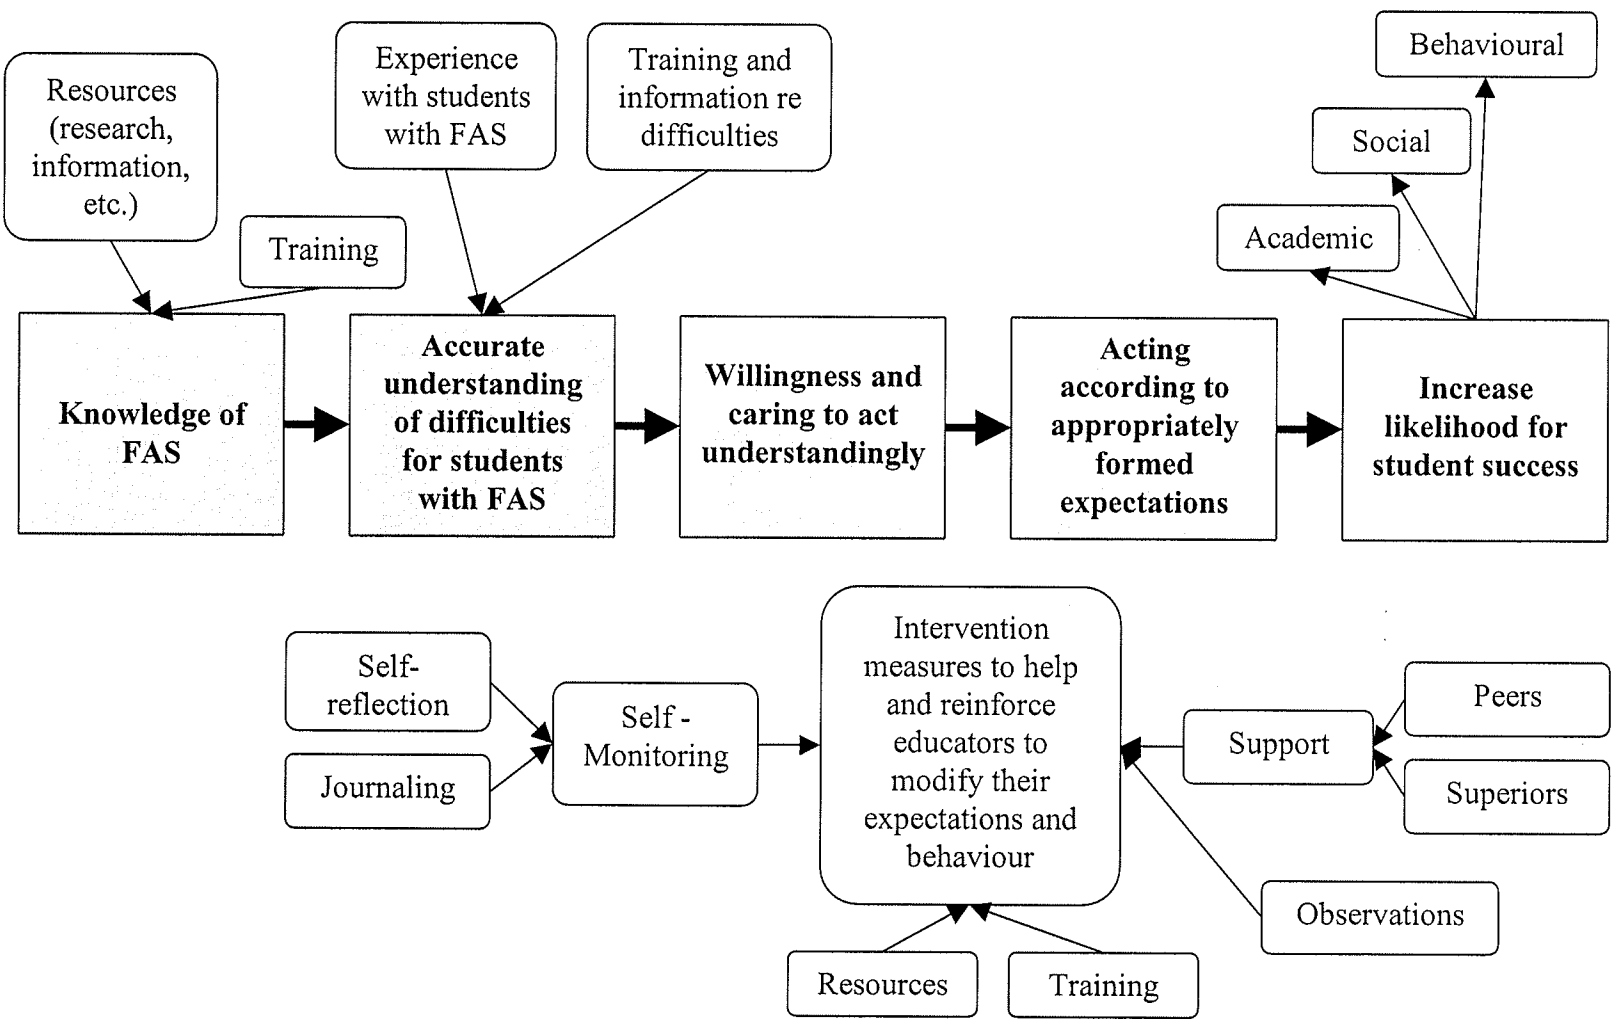 Resources
(research,
information,
etc.)
Training
Experience
with students
with FAS
Training and
information re
difficulties
Behavioural
Social
Academic
Knowledge of
FAS
Accurate
understanding
of difficulties
for students
with FAS
Willingness and
caring to act
understandingly
Acting
according to
appropriately
formed
expectations
Increase
likelihood for
student success
Self-
reflection
Journaling
Self -
Monitoring
Intervention
measures to help
and reinforce
educators to
modify their
expectations and
behaviour
Support
Peers
Superiors
Observations
Resources
Training